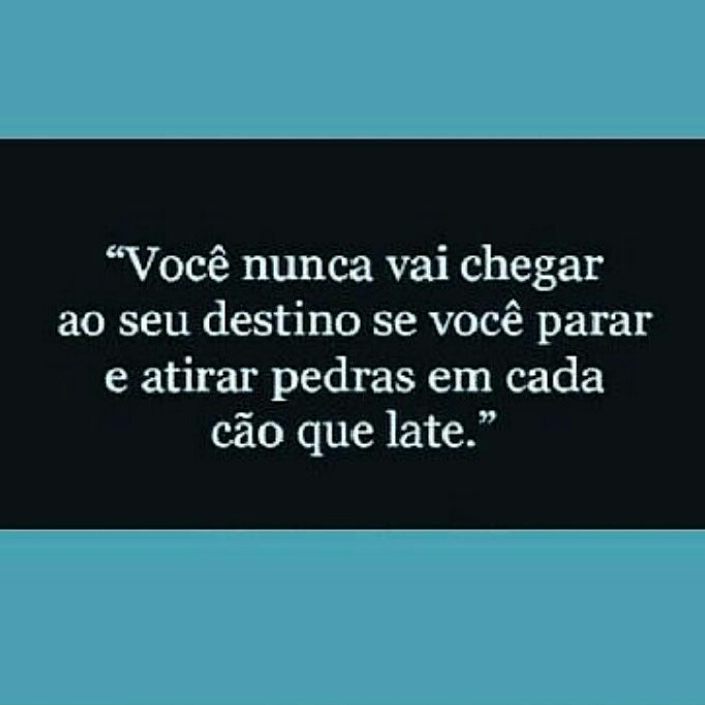 “Você nunca vai chegar
ao seu destino se você parar
e atirar pedras em cada
cão que late.”